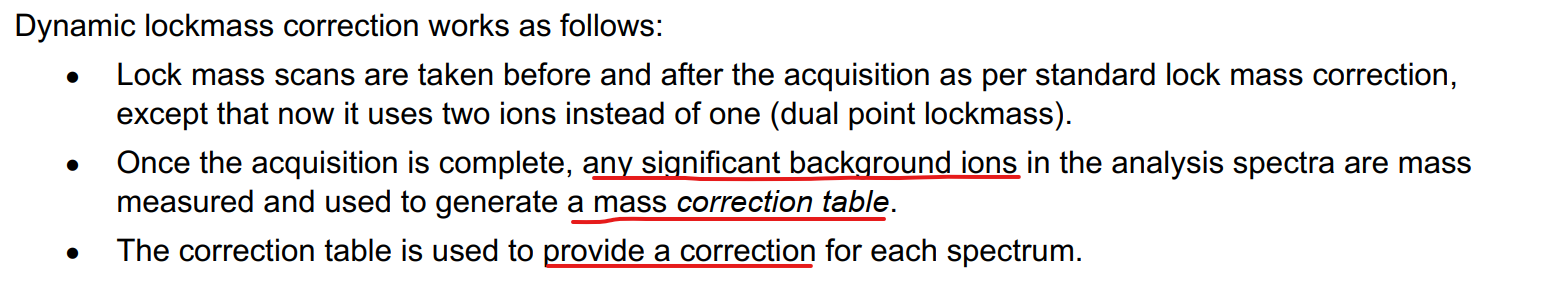 Dynamic lockmass correction works as follows:
• Lock mass scans are taken before and after the acquisition as per standard lock mass correction,
except that now it uses two ions instead of one (dual point lockmass).
• Once the acquisition is complete, any significant background ions in the analysis spectra are mass
measured and used to generate a mass correction table.
• The correction table is used to provide a correction for each spectrum.